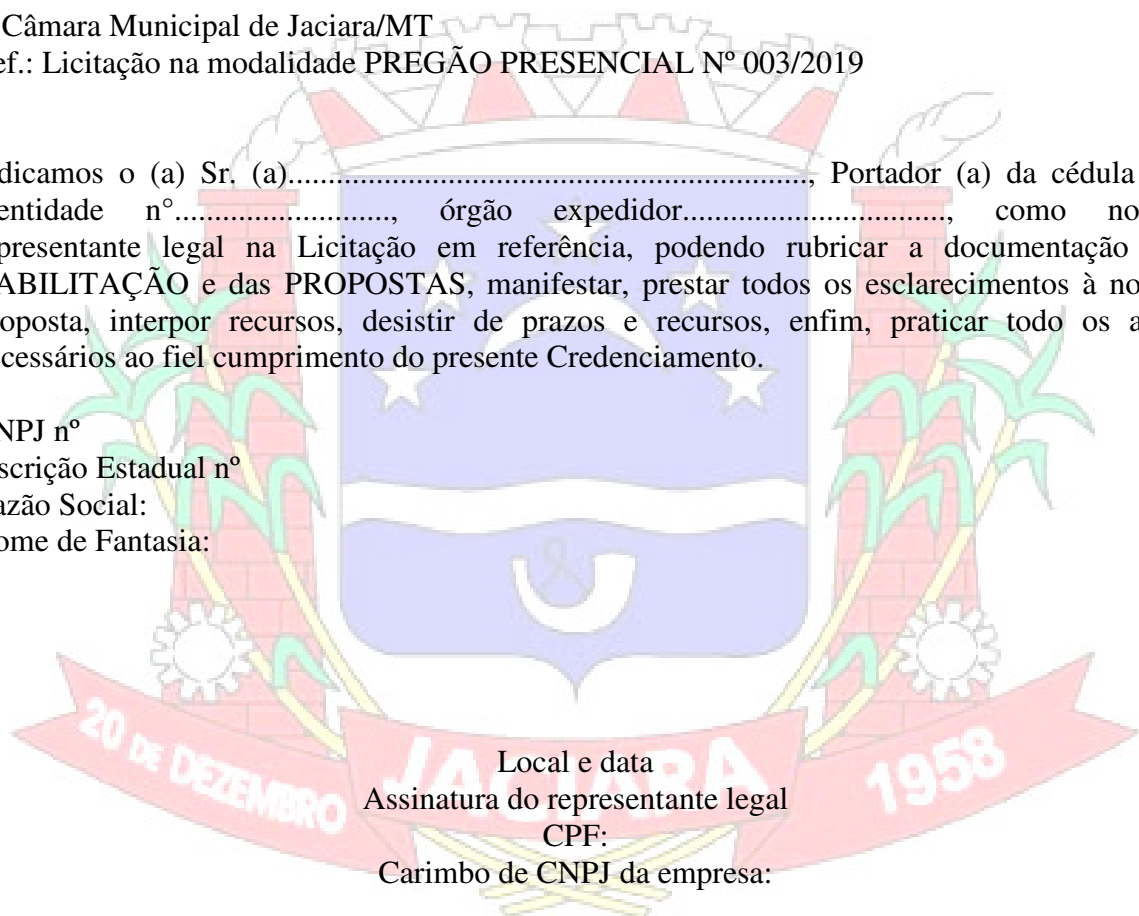 Câmara Municipal de Jaciara/MT
ef.: Licitação na modalidade PREGÃO PRESENCIAL Nº 003/2019
dicamos o (a) Sr. (a)................................................................................, Portador (a) da cédula
entidade n°.................................., órgão expedidor........................................., como no
presentante legal na Licitação em referência, podendo rubricar a documentação
ABILITAÇÃO e das PROPOSTAS, manifestar, prestar todos os esclarecimentos à no
oposta, interpor recursos, desistir de prazos e recursos, enfim, praticar todo os a
cessários ao fiel cumprimento do presente Credenciamento.
NPJ nº
scrição Estadual nº
azão Social:
ome de Fantasia:
Local e data
Assinatura do representante legal
CPF:
Carimbo de CNPJ da empresa:
20 DE DEZEMBRO
JACIARA
1958